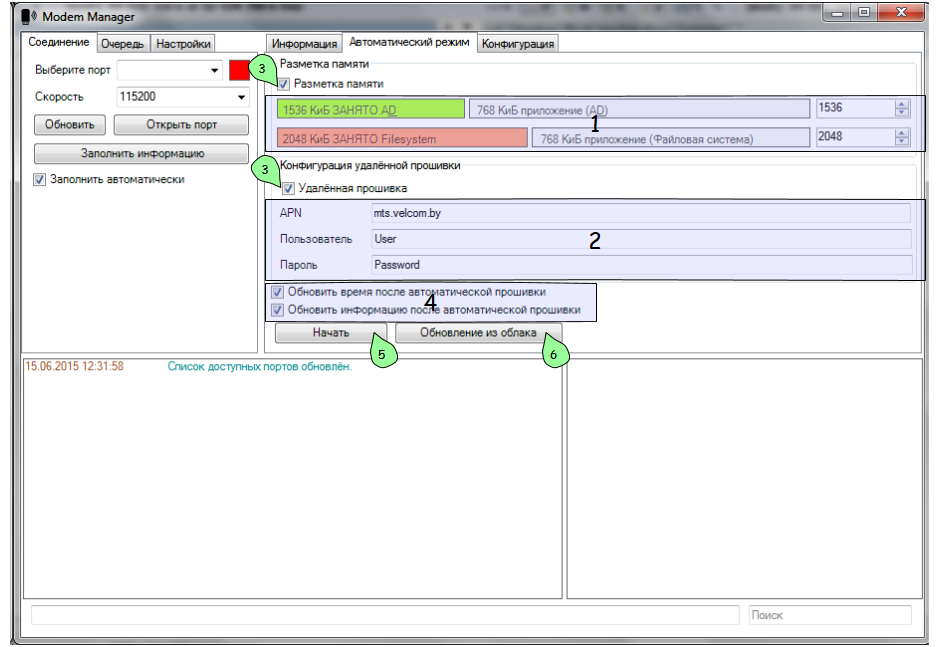 Modem Manager
Соединение Очередь Настройки
Выберите порт
Скорость 115200
Обновить Открыть порт
Заполнить информацию
Заполнить автоматически
Информация Автоматический режим Конфигурация
Разметка памяти
3
Разметка памяти
1536 КиБ ЗАНЯТО AD 768 КиБ приложение (AD) 1536
1
2048 КиБ ЗАНЯТО Filesystem 768 КиБ приложение (Файловая система) 2048
Конфигурация удалённой прошивки
3
Удалённая прошивка
APN mts.velcom.by
Пользователь User
2
Пароль Password
Обновить время после автоматической прошивки
4
Обновить информацию после автоматической прошивки
Начать Обновление из облака
5 6
15.06.2015 12:31:58 Список доступных портов обновлён.
Поиск